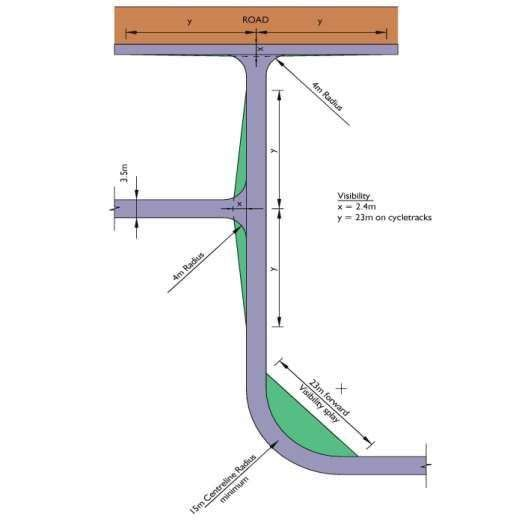 y
ROAD
y
x
4m Radius
y
3.5m
x
Visibility
x = 2.4m
y = 23m on cycletracks
4m Radius
y
23m forward
Visibility splay
15m Centreline Radius
minimum